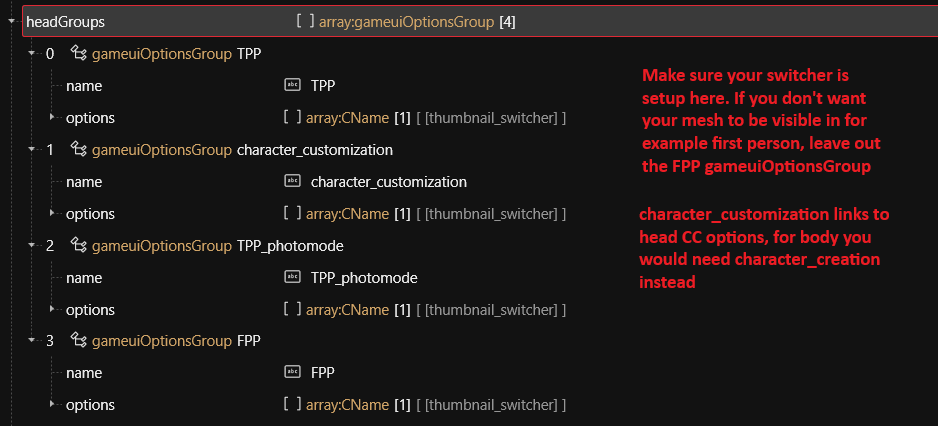 headGroups [ ] array:gameuiOptionsGroup [4]
0 gameuiOptionsGroup TPP
name abc TPP
options [ ] array:CName [1] [ [thumbnail_switcher] ]
1 gameuiOptionsGroup character_customization
name abc character_customization
options [ ] array:CName [1] [ [thumbnail_switcher] ]
2 gameuiOptionsGroup TPP_photomode
name abc TPP_photomode
options [ ] array:CName [1] [ [thumbnail_switcher] ]
3 gameuiOptionsGroup FPP
name abc FPP
options [ ] array:CName [1] [ [thumbnail_switcher] ]
Make sure your switcher is
setup here. If you don't want
your mesh to be visible in for
example first person, leave out
the FPP gameuiOptionsGroup
character_customization links to
head CC options, for body you
would need character_creation
instead